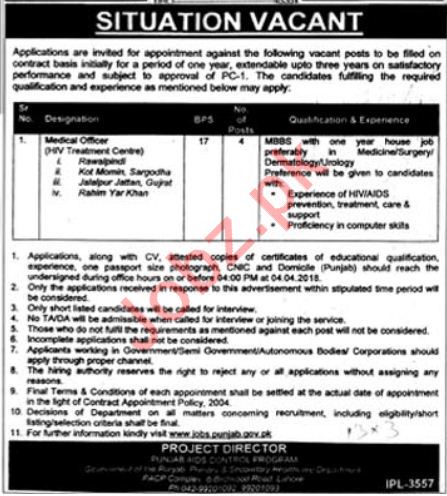 SITUATION VACANT
Applications are invited for appointment against the following vacant posts to be filled on
contract basis initially for a period of one year, extendable upto three years on satisfactory
performance and subject to approval of PC-1. The candidates fulfilling the required
qualification and experience as mentioned below may apply:
Sr No. Designation BPS No. of Posts Qualification & Experience
1. Medical Officer 17 4 MBBS with one year house job
(HIV Treatment Centre) preferably in Medicine/Surgery/
i. Rawalpindi Dermatology/Urology
ii. Kot Momin, Sargodha Preference will be given to candidates
iii. Jalalpur Jattan, Gujrat with:
iv. Rahim Yar Khan • Experience of HIV/AIDS
prevention, treatment, care &
support
• Proficiency in computer skills
1. Applications, along with CV, attested copies of certificates of educational qualification,
experience, one passport size photograph, CNIC and Domicile (Punjab) should reach the
undersigned during office hours on or before 04:00 PM at 04.04.2018.
2. Only the applications received in response to this advertisement within stipulated time period will
be considered.
3. Only short listed candidates will be called for interview.
4. No TA/DA will be admissible when called for interview or joining the service.
5. Those who do not fulfil the requirements as mentioned against each post will not be considered.
6. Incomplete applications shall not be considered.
7. Applicants working in Government/Semi Government/Autonomous Bodies/ Corporations should
apply through proper channel.
8. The hiring authority reserves the right to reject any or all applications without assigning any
reasons.
9. Final Terms & Conditions of each appointment shall be settled at the actual date of appointment
in the light of Contract Appointment Policy, 2004.
10. Decisions of Department on all matters concerning recruitment, including eligibility/short
listing/selection criteria shall be final.
11. For further information kindly visit www.jobs.punjab.gov.pk
13 x 3
PROJECT DIRECTOR
PUNJAB AIDS CONTROL PROGRAM
Government of the Punjab Primary & Secondary Healthcare Department
PACP Complex 6 Birdwood Road Lahore
PH:042-99201098 99203093
IPL-3557
Jobz.pk